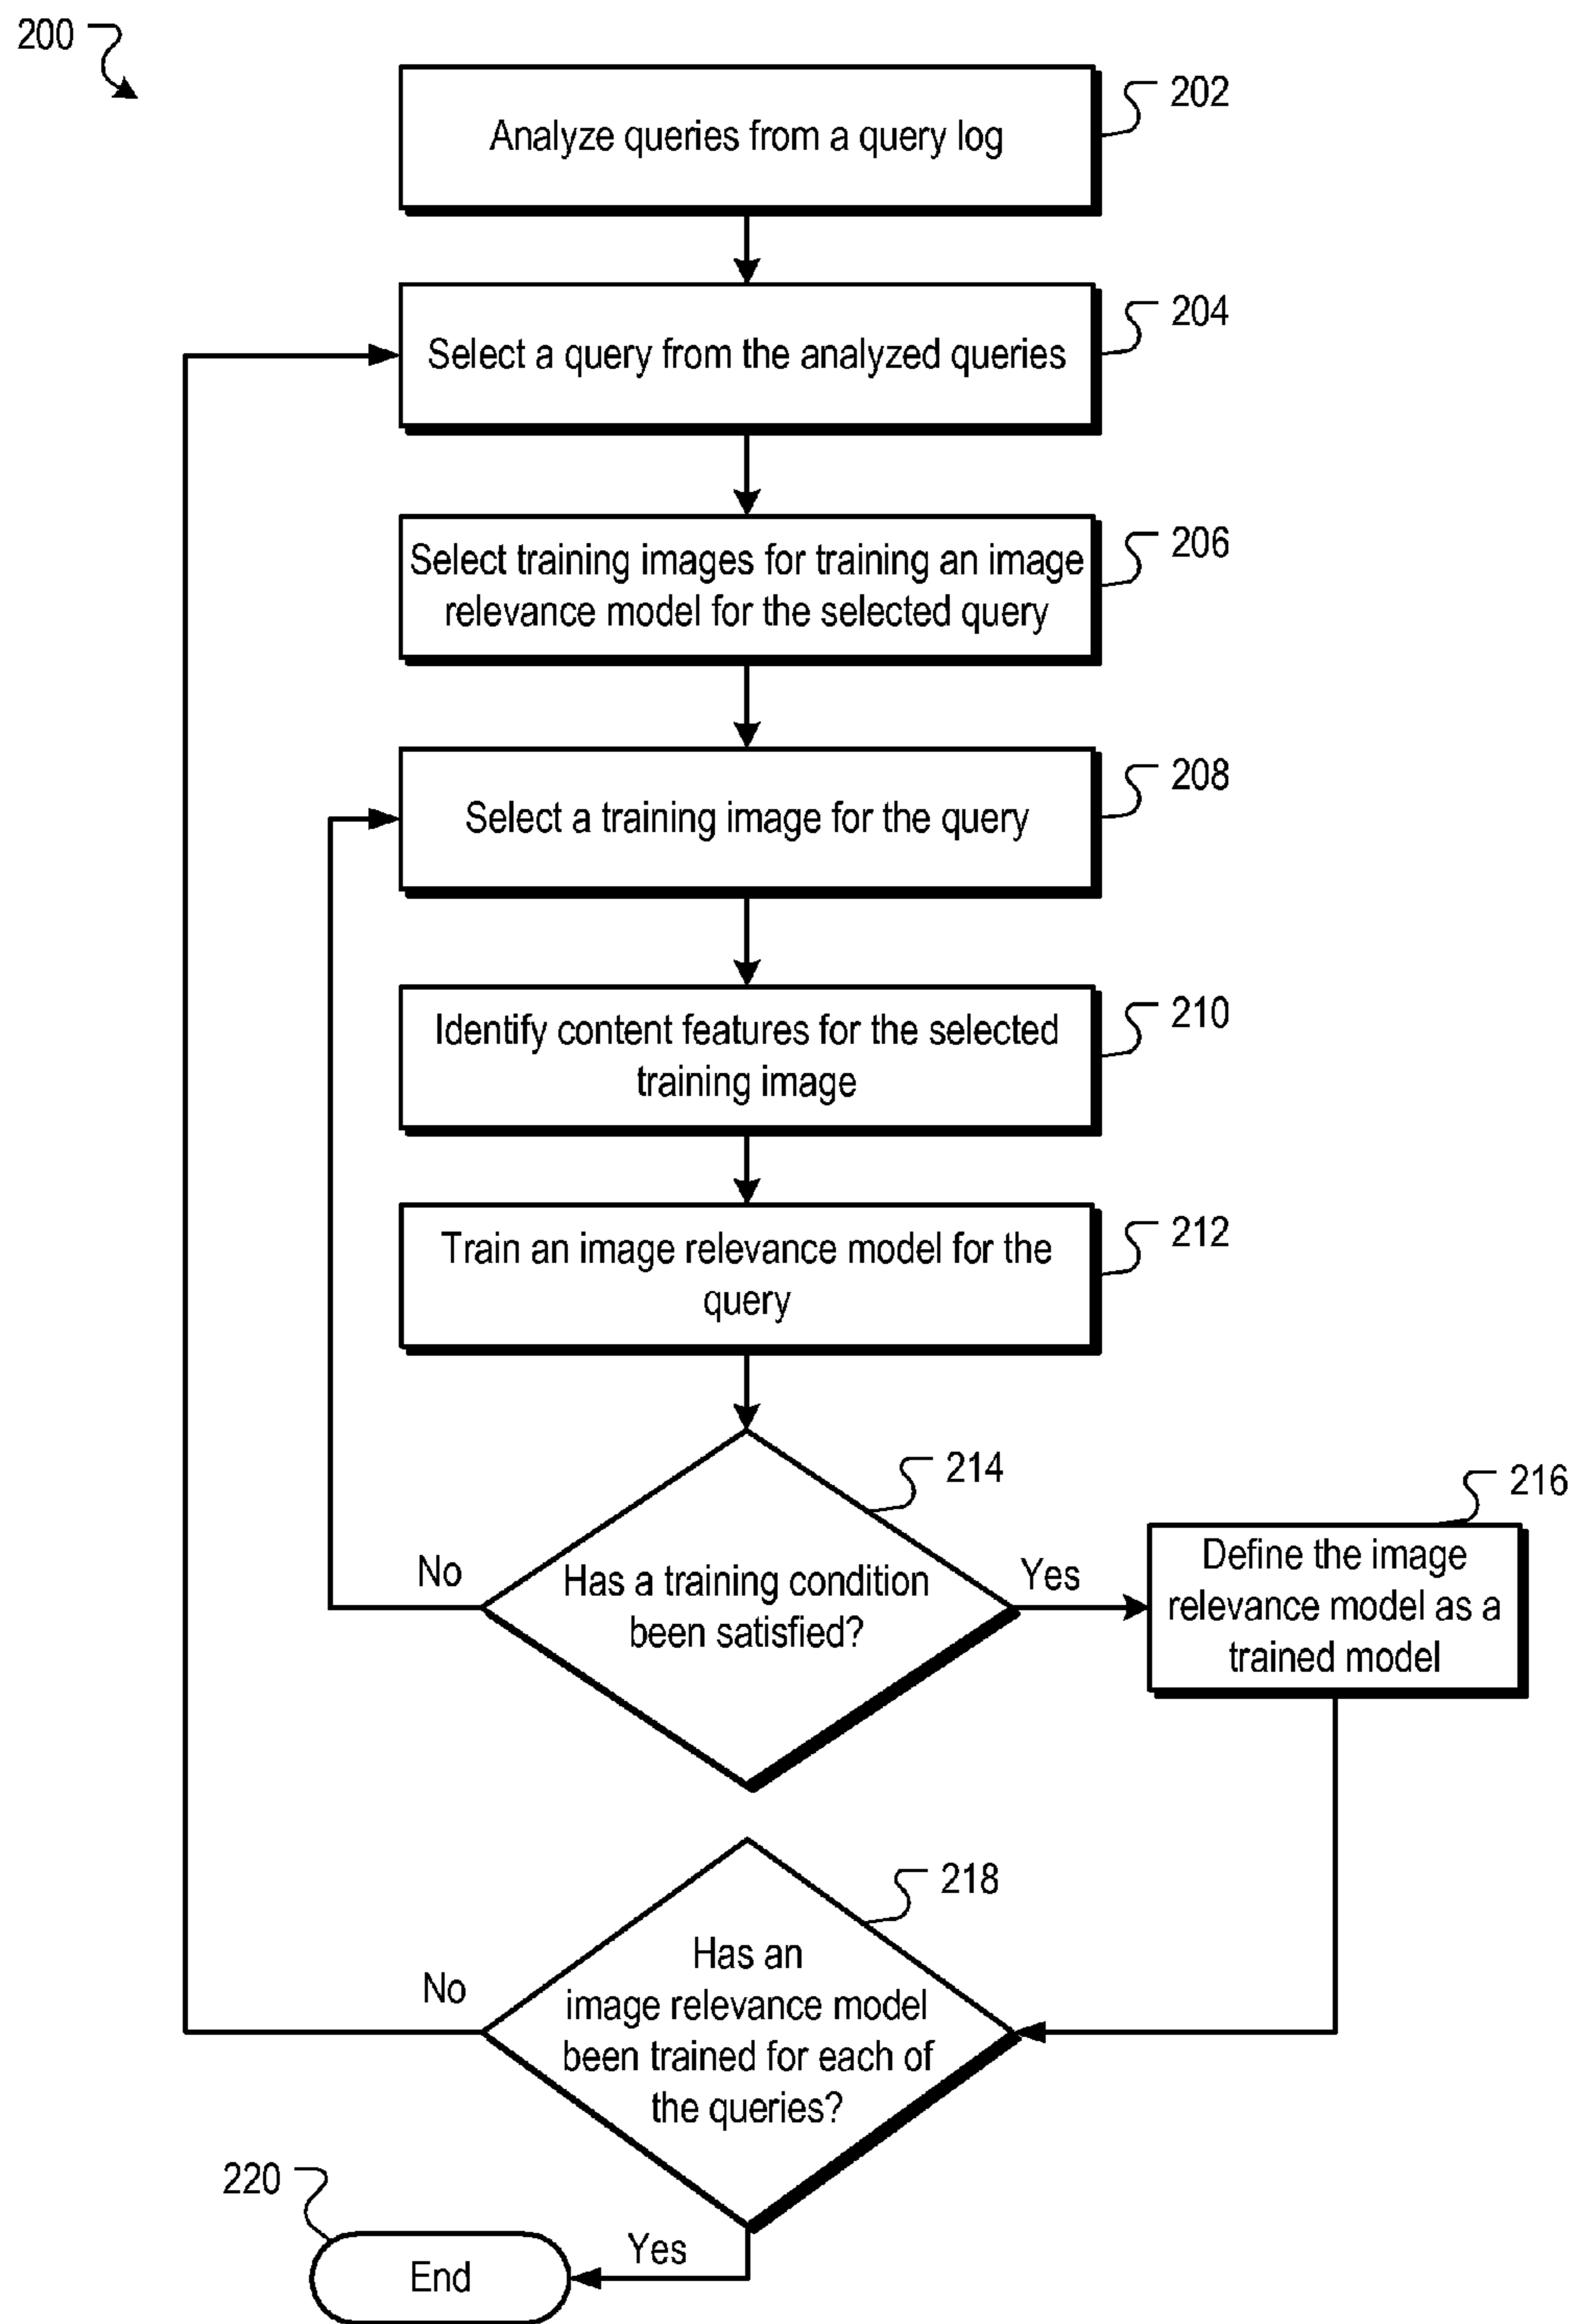 200
Analyze queries from a query log
202
Select a query from the analyzed queries
204
Select training images for training an image
relevance model for the selected query
206
Select a training image for the query
208
Identify content features for the selected
training image
210
Train an image relevance model for the
query
212
Has a training condition
been satisfied?
214
No
Yes
Define the image
relevance model as a
trained model
216
Has an
image relevance model
been trained for each of
the queries?
218
No
Yes
End
220